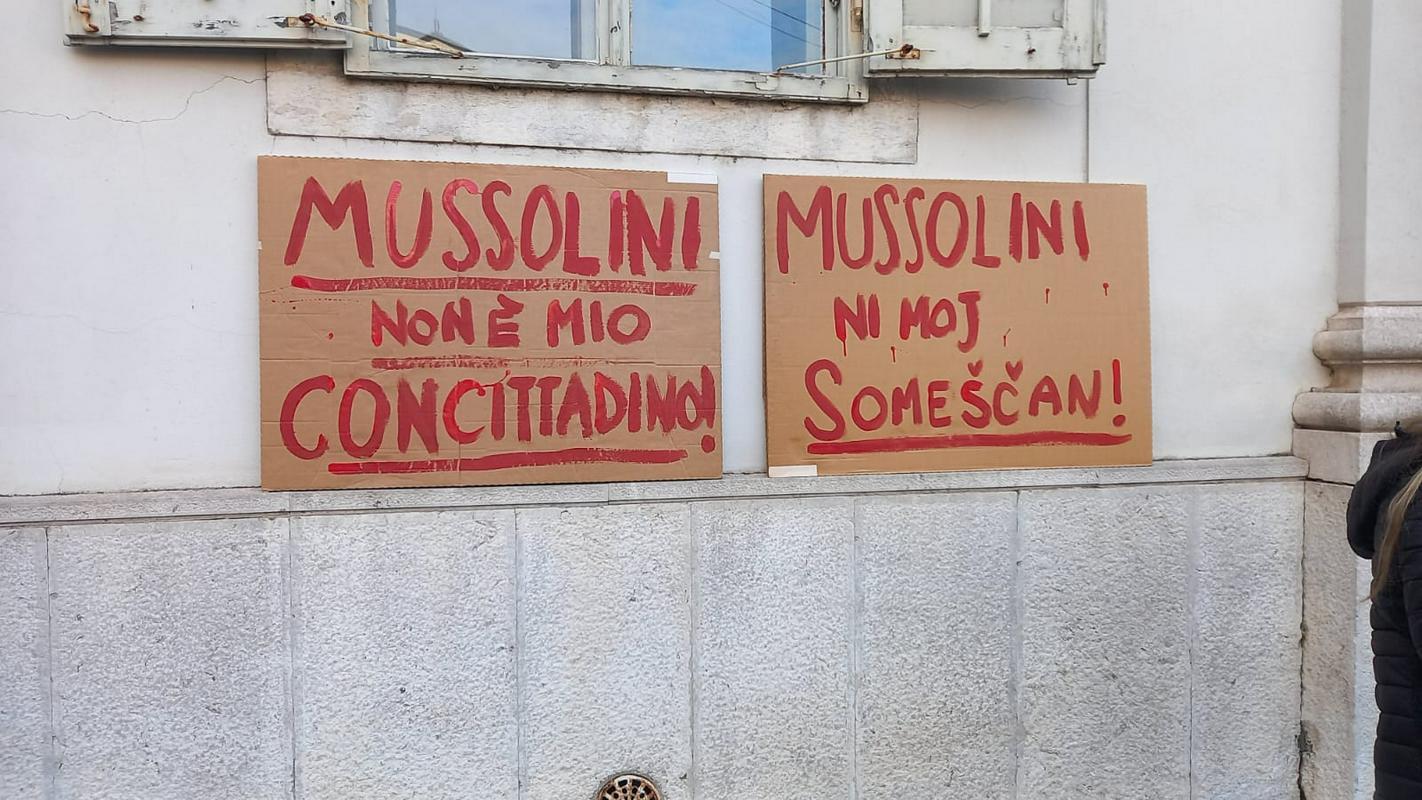 MUSSOLINI
NON È MIO
CONCITTADINO!
MUSSOLINI
NI MOJ
SOMEŠČAN!